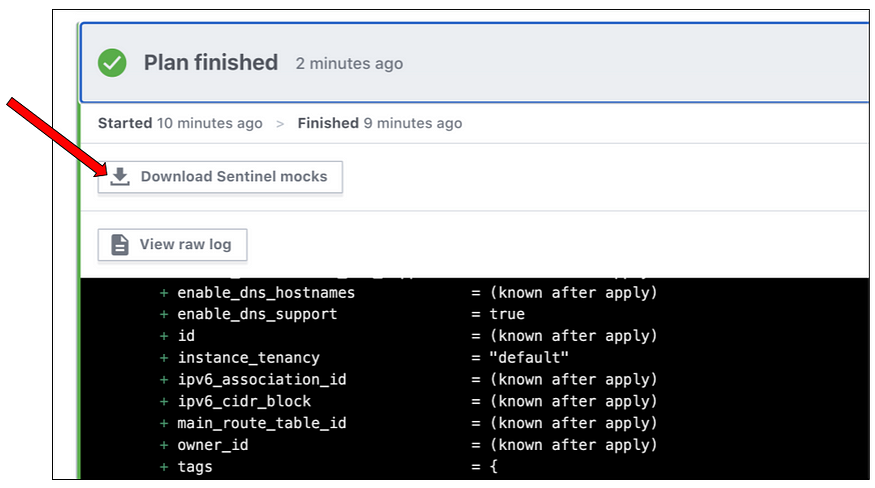 Plan finished 2 minutes ago
Started 10 minutes ago > Finished 9 minutes ago
Download Sentinel mocks
View raw log
+ enable_dns_hostnames = (known after apply)
+ enable_dns_support = true
+ id = (known after apply)
+ instance_tenancy = "default"
+ ipv6_association_id = (known after apply)
+ ipv6_cidr_block = (known after apply)
+ main_route_table_id = (known after apply)
+ owner_id = (known after apply)
+ tags = {